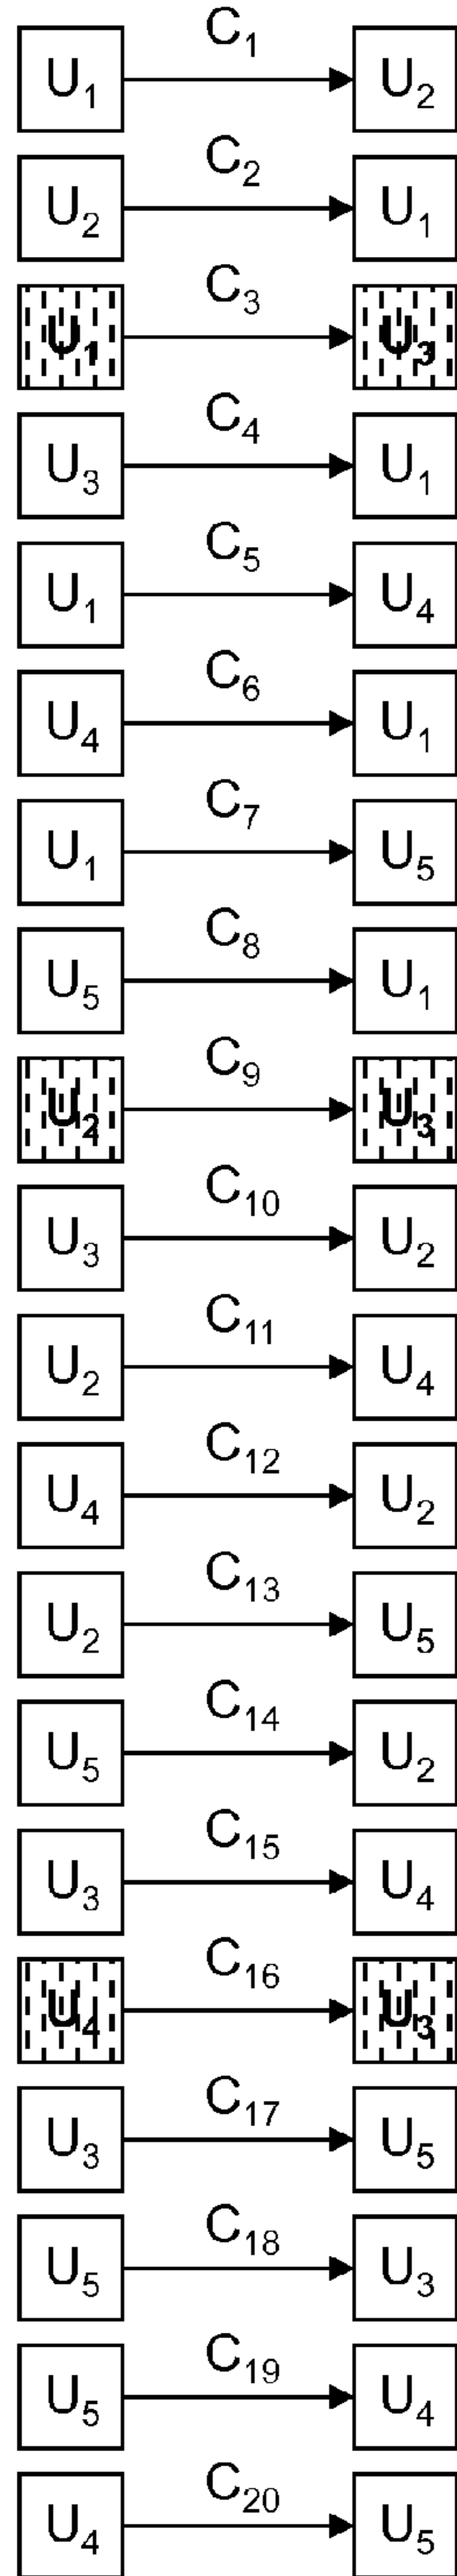 C₁
U₁ U₂
C₂
U₂ U₁
C₃
U₁ U₃
C₄
U₃ U₁
C₅
U₁ U₄
C₆
U₄ U₁
C₇
U₁ U₅
C₈
U₅ U₁
C₉
U₂ U₃
C₁₀
U₃ U₂
C₁₁
U₂ U₄
C₁₂
U₄ U₂
C₁₃
U₂ U₅
C₁₄
U₅ U₂
C₁₅
U₃ U₄
C₁₆
U₄ U₃
C₁₇
U₃ U₅
C₁₈
U₅ U₃
C₁₉
U₅ U₄
C₂₀
U₄ U₅